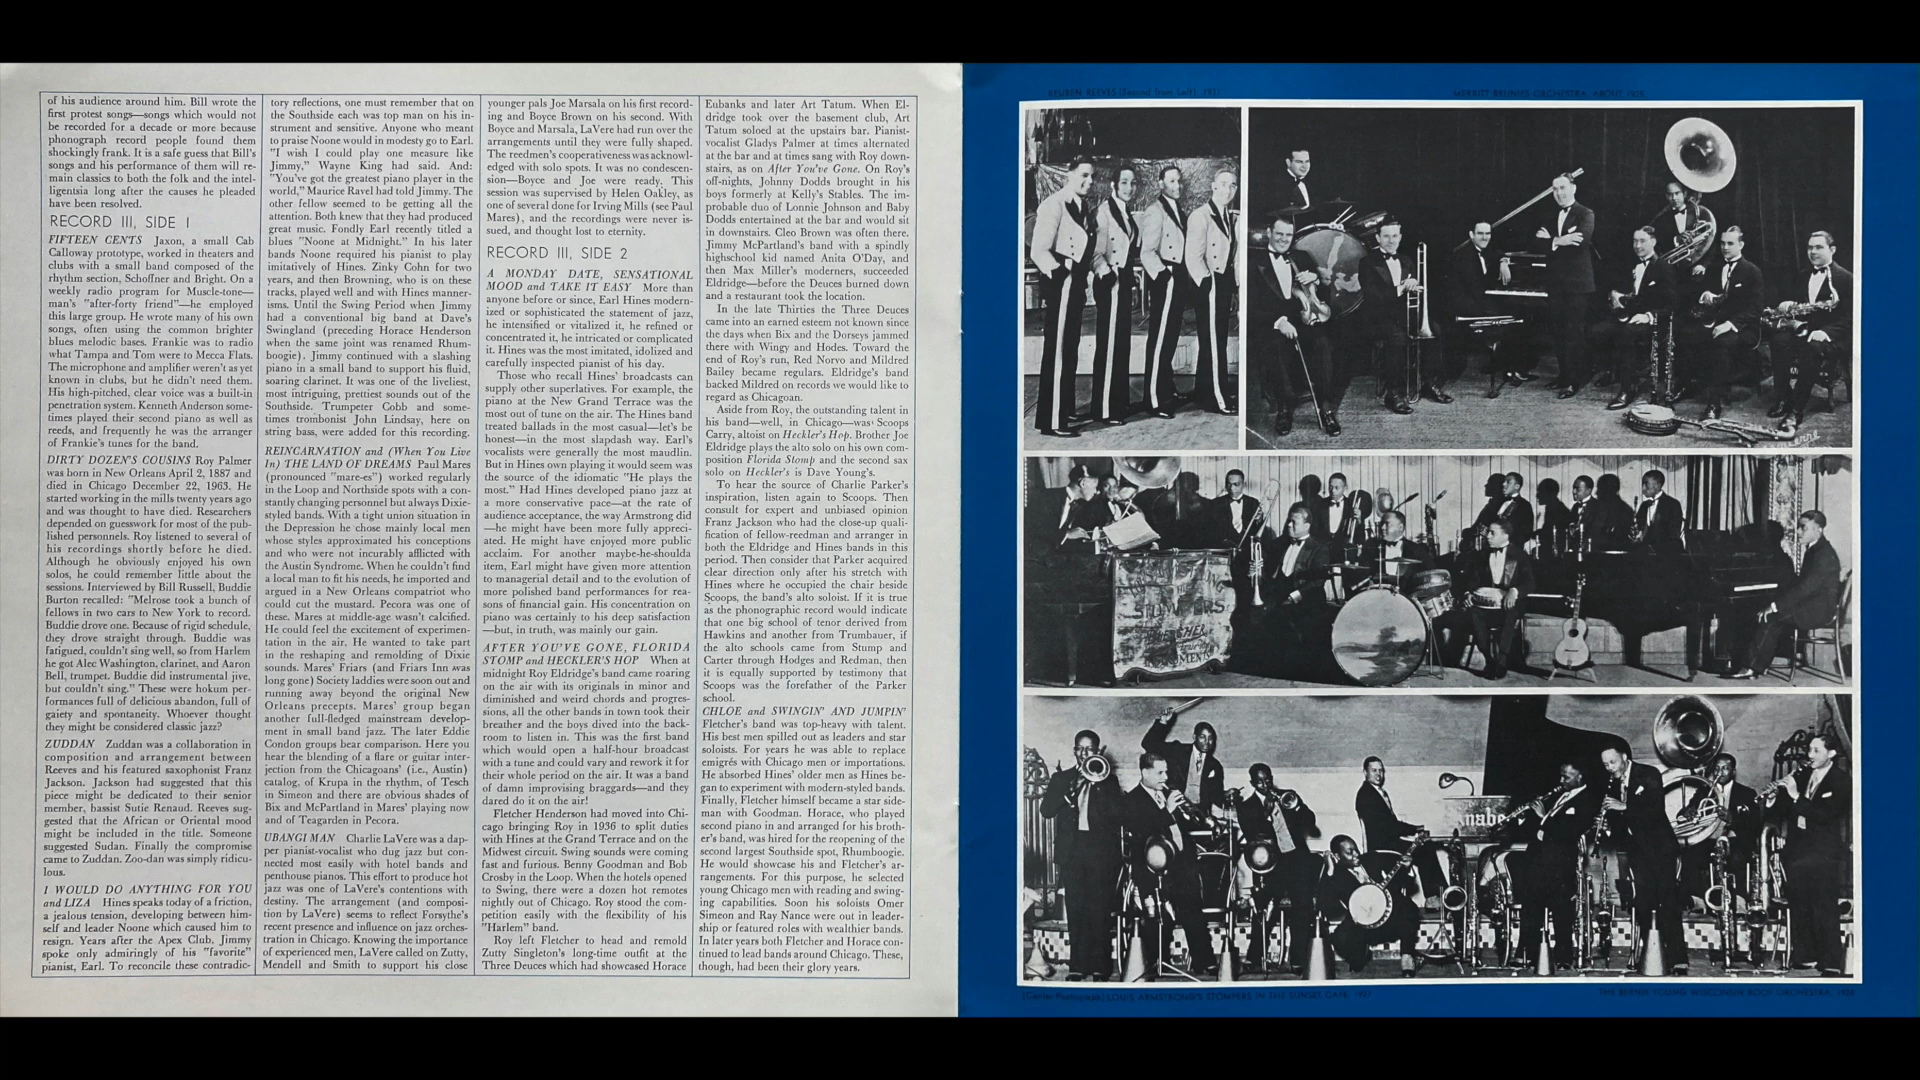 of his audience around him. Bill wrote the
first protest songs—songs which would not
be recorded for a decade or more because
phonograph record people found them
shockingly frank. It is a safe guess that Bill's
songs and his performance of them will re-
main classics to both the folk and the intel-
ligentsia long after the causes he pleaded
have been resolved.
RECORD III, SIDE 1
FIFTEEN CENTS Jaxon, a small Cab
Calloway prototype, worked in theaters and
clubs with a small band composed of the
rhythm section, Schoffner and Bright. On a
weekly radio program for Muscle-tone—
man's "after-forty friend"—he employed
this large group. He wrote many of his own
songs, often using the common brighter
blues melodic bases. Frankie was to radio
what Tampa and Tom were to Mecca Flats.
The microphone and amplifier weren't as yet
known in clubs, but he didn't need them.
His high-pitched, clear voice was a built-in
penetration system. Kenneth Anderson some-
times played their second piano as well as
reeds, and frequently he was the arranger
of Frankie's tunes for the band.
DIRTY DOZEN'S COUSINS Roy Palmer
was born in New Orleans April 2, 1887 and
died in Chicago December 22, 1963. He
started working in the mills twenty years ago
and was thought to have died. Researchers
depended on guesswork for most of the pub-
lished personnels. Roy listened to several of
his recordings shortly before he died.
Although he obviously enjoyed his own
solos, he could remember little about the
sessions. Interviewed by Bill Russell, Buddie
Burton recalled: "Melrose took a bunch of
fellows in two cars to New York to record.
Buddie drove one. Because of rigid schedule,
they drove straight through. Buddie was
fatigued, couldn't sing well, so from Harlem
he got Alec Washington, clarinet, and Aaron
Bell, trumpet. Buddie did instrumental jive,
but couldn't sing." These were hokum per-
formances full of delicious abandon, full of
gaiety and spontaneity. Whoever thought
they might be considered classic jazz?
ZUDDAN Zuddan was a collaboration in
composition and arrangement between
Reeves and his featured saxophonist Franz
Jackson. Jackson had suggested that this
piece might be dedicated to their senior
member, bassist Sutie Renaud. Reeves sug-
gested that the African or Oriental mood
might be included in the title. Someone
suggested Sudan. Finally the compromise
came to Zuddan. Zoo-dan was simply ridicu-
lous.
I WOULD DO ANYTHING FOR YOU
and LIZA Hines speaks today of a friction,
a jealous tension, developing between him-
self and leader Noone which caused him to
resign. Years after the Apex Club, Jimmy
spoke only admiringly of his "favorite"
pianist, Earl. To reconcile these contradic-
tory reflections, one must remember that on
the Southside each was top man on his in-
strument and sensitive. Anyone who meant
to praise Noone would in modesty go to Earl.
"I wish I could play one measure like
Jimmy," Wayne King had said. And:
"You've got the greatest piano player in the
world," Maurice Ravel had told Jimmy. The
other fellow seemed to be getting all the
attention. Both knew that they had produced
great music. Fondly Earl recently titled a
blues "Noone at Midnight." In his later
bands Noone required his pianist to play
imitatively of Hines. Zinky Cohn for two
years, and then Browning, who is on these
tracks, played well and with Hines manner-
isms. Until the Swing Period when Jimmy
had a conventional big band at Dave's
Swingland (preceding Horace Henderson
when the same joint was renamed Rhum-
boogie). Jimmy continued with a slashing
piano in a small band to support his fluid,
soaring clarinet. It was one of the liveliest,
most intriguing, prettiest sounds out of the
Southside. Trumpeter Cobb and some-
times trombonist John Lindsay, here on
string bass, were added for this recording.
REINCARNATION and (When You Live
In) THE LAND OF DREAMS Paul Mares
(pronounced "mare-es") worked regularly
in the Loop and Northside spots with a con-
stantly changing personnel but always Dixie-
styled bands. With a tight union situation in
the Depression he chose mainly local men
whose styles approximated his conceptions
and who were not incurably afflicted with
the Austin Syndrome. When he couldn't find
a local man to fit his needs, he imported and
argued in a New Orleans compatriot who
could cut the mustard. Pecora was one of
these. Mares at middle-age wasn't calcified.
He could feel the excitement of experimen-
tation in the air. He wanted to take part
in the reshaping and remolding of Dixie
sounds. Mares' Friars (and Friars Inn was
long gone) Society laddies were soon out and
running away beyond the original New
Orleans precepts. Mares' group began
another full-fledged mainstream develop-
ment in small band jazz. The later Eddie
Condon groups bear comparison. Here you
hear the blending of a flare or guitar inter-
jection from the Chicagoans' (i.e., Austin)
catalog, of Krupa in the rhythm, of Tesch
in Simeon and there are obvious shades of
Bix and McPartland in Mares' playing now
and of Teagarden in Pecora.
UBANGI MAN Charlie LaVere was a dap-
per pianist-vocalist who dug jazz but con-
nected most easily with hotel bands and
penthouse pianos. This effort to produce hot
jazz was one of LaVere's contentions with
destiny. The arrangement (and composi-
tion by LaVere) seems to reflect Forsythe's
recent presence and influence on jazz orches-
tration in Chicago. Knowing the importance
of experienced men, LaVere called on Zutty,
Mendell and Smith to support his close
younger pals Joe Marsala on his first record-
ing and Boyce Brown on his second. With
Boyce and Marsala, LaVere had run over the
arrangements until they were fully shaped.
The reedmen's cooperativeness was acknowl-
edged with solo spots. It was no condescen-
sion—Boyce and Joe were ready. This
session was supervised by Helen Oakley, as
one of several done for Irving Mills (see Paul
Mares), and the recordings were never is-
sued, and thought lost to eternity.
RECORD III, SIDE 2
A MONDAY DATE, SENSATIONAL
MOOD and TAKE IT EASY More than
anyone before or since, Earl Hines modern-
ized or sophisticated the statement of jazz,
he intensified or vitalized it, he refined or
concentrated it, he intricated or complicated
it. Hines was the most imitated, idolized and
carefully inspected pianist of his day.
Those who recall Hines' broadcasts can
supply other superlatives. For example, the
piano at the New Grand Terrace was the
most out of tune on the air. The Hines band
treated ballads in the most casual—let's be
honest—in the most slapdash way. Earl's
vocalists were generally the most maudlin.
But in Hines own playing it would seem was
the source of the idiomatic "He plays the
most." Had Hines developed piano jazz at
a more conservative pace—at the rate of
audience acceptance, the way Armstrong did
—he might have been more fully appreci-
ated. He might have enjoyed more public
acclaim. For another maybe-he-shoulda
item, Earl might have given more attention
to managerial detail and to the evolution of
more polished band performances for rea-
sons of financial gain. His concentration on
piano was certainly to his deep satisfaction
—but, in truth, was mainly our gain.
AFTER YOU'VE GONE, FLORIDA
STOMP and HECKLER'S HOP When at
midnight Roy Eldridge's band came roaring
on the air with its originals in minor and
diminished and weird chords and progres-
sions, all the other bands in town took their
breather and the boys dived into the back-
room to listen in. This was the first band
which would open a half-hour broadcast
with a tune and could vary and rework it for
their whole period on the air. It was a band
of damn improvising braggards—and they
dared do it on the air!
Fletcher Henderson had moved into Chi-
cago bringing Roy in 1936 to split duties
with Hines at the Grand Terrace and on the
Midwest circuit. Swing sounds were coming
fast and furious. Benny Goodman and Bob
Crosby in the Loop. When the hotels opened
to Swing, there were a dozen hot remotes
nightly out of Chicago. Roy stood the com-
petition easily with the flexibility of his
"Harlem" band.
Roy left Fletcher to head and remold
Zutty Singleton's long-time outfit at the
Three Deuces which had showcased Horace
Eubanks and later Art Tatum. When El-
dridge took over the basement club, Art
Tatum soloed at the upstairs bar. Pianist-
vocalist Gladys Palmer at times alternated
at the bar and at times sang with Roy down-
stairs, as on After You've Gone. On Roy's
off-nights, Johnny Dodds brought in his
boys formerly at Kelly's Stables. The im-
probable duo of Lonnie Johnson and Baby
Dodds entertained at the bar and would sit
in downstairs. Cleo Brown was often there.
Jimmy McPartland's band with a spindly
highschool kid named Anita O'Day, and
then Max Miller's moderners, succeeded
Eldridge—before the Deuces burned down
and a restaurant took the location.
In the late Thirties the Three Deuces
came into an earned esteem not known since
the days when Bix and the Dorseys jammed
there with Wingy and Hodes. Toward the
end of Roy's run, Red Norvo and Mildred
Bailey became regulars. Eldridge's band
backed Mildred on records we would like to
regard as Chicagoan.
Aside from Roy, the outstanding talent in
his band—well, in Chicago—was Scoops
Carry, altoist on Heckler's Hop. Brother Joe
Eldridge plays the alto solo on his own com-
position Florida Stomp and the second sax
solo on Heckler's is Dave Young's.
To hear the source of Charlie Parker's
inspiration, listen again to Scoops. Then
consult for expert and unbiased opinion
Franz Jackson who had the close-up quali-
fication of fellow-reedman and arranger in
both the Eldridge and Hines bands in this
period. Then consider that Parker acquired
clear direction only after his stretch with
Hines where he occupied the chair beside
Scoops, the band's alto soloist. If it is true
as the phonographic record would indicate
that one big school of tenor derived from
Hawkins and another from Trumbauer, if
the alto schools came from Stump and
Carter through Hodges and Redman, then
it is equally supported by testimony that
Scoops was the forefather of the Parker
school.
CHLOE and SWINGIN' AND JUMPIN'
Fletcher's band was top-heavy with talent.
His best men spilled out as leaders and star
soloists. For years he was able to replace
emigrés with Chicago men or importations.
He absorbed Hines' older men as Hines be-
gan to experiment with modern-styled bands.
Finally, Fletcher himself became a star side-
man with Goodman. Horace, who played
second piano in and arranged for his broth-
er's band, was hired for the reopening of the
second largest Southside spot, Rhumboogie.
He would showcase his and Fletcher's ar-
rangements. For this purpose, he selected
young Chicago men with reading and swing-
ing capabilities. Soon his soloists Omer
Simeon and Ray Nance were out in leader-
ship or featured roles with wealthier bands.
In later years both Fletcher and Horace con-
tinued to lead bands around Chicago. These,
though, had been their glory years.
REUBEN REEVES (Second from Left), 1931
MERRITT BRUNIES ORCHESTRA, ABOUT 1925
STOMPERS
Knabe
(Center Photograph) LOUIS ARMSTRONG'S STOMPERS IN THE SUNSET CAFE, 1927
THE BERNIE YOUNG WISCONSIN ROOF ORCHESTRA,